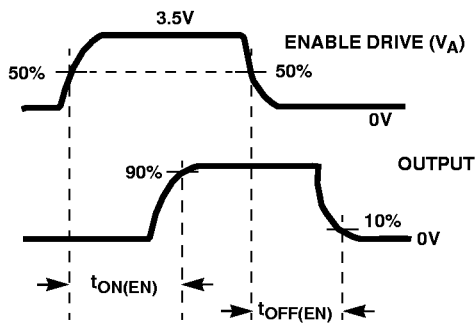 3.5V
ENABLE DRIVE (VA)
50%
50%
0V
OUTPUT
90%
10%
0V
tON(EN)
tOFF(EN)